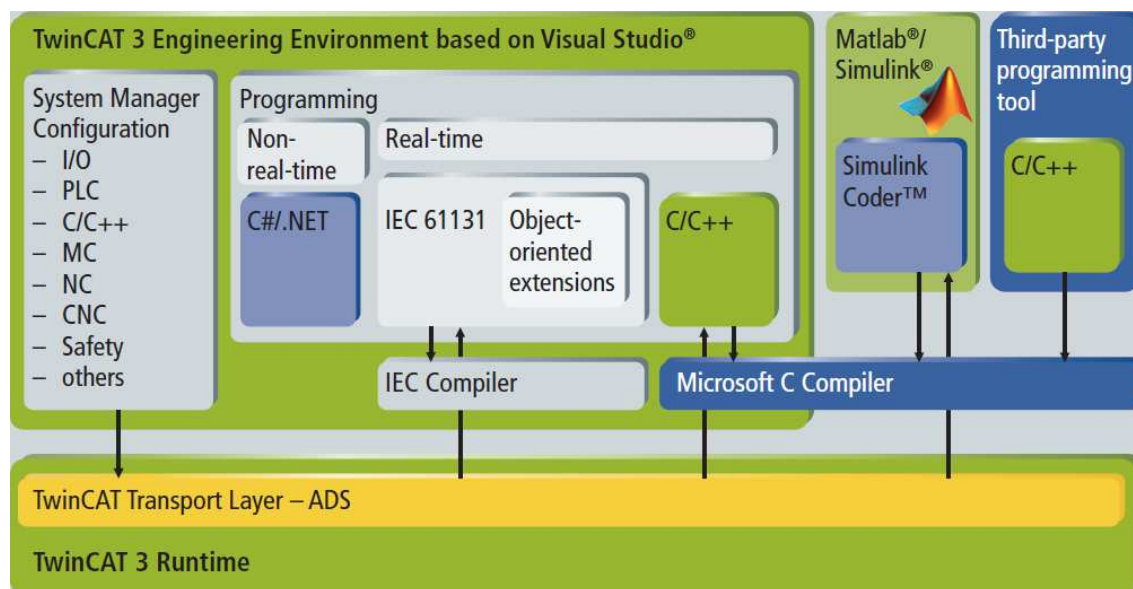 TwinCAT 3 Engineering Environment based on Visual Studio®
System Manager
Configuration
– I/O
– PLC
– C/C++
– MC
– NC
– CNC
– Safety
– others
Programming
Non-
real-time
Real-time
C#/.NET
IEC 61131
Object-
oriented
extensions
C/C++
IEC Compiler
Matlab®/
Simulink®
Simulink
Coder™
Third-party
programming
tool
C/C++
Microsoft C Compiler
TwinCAT Transport Layer – ADS
TwinCAT 3 Runtime